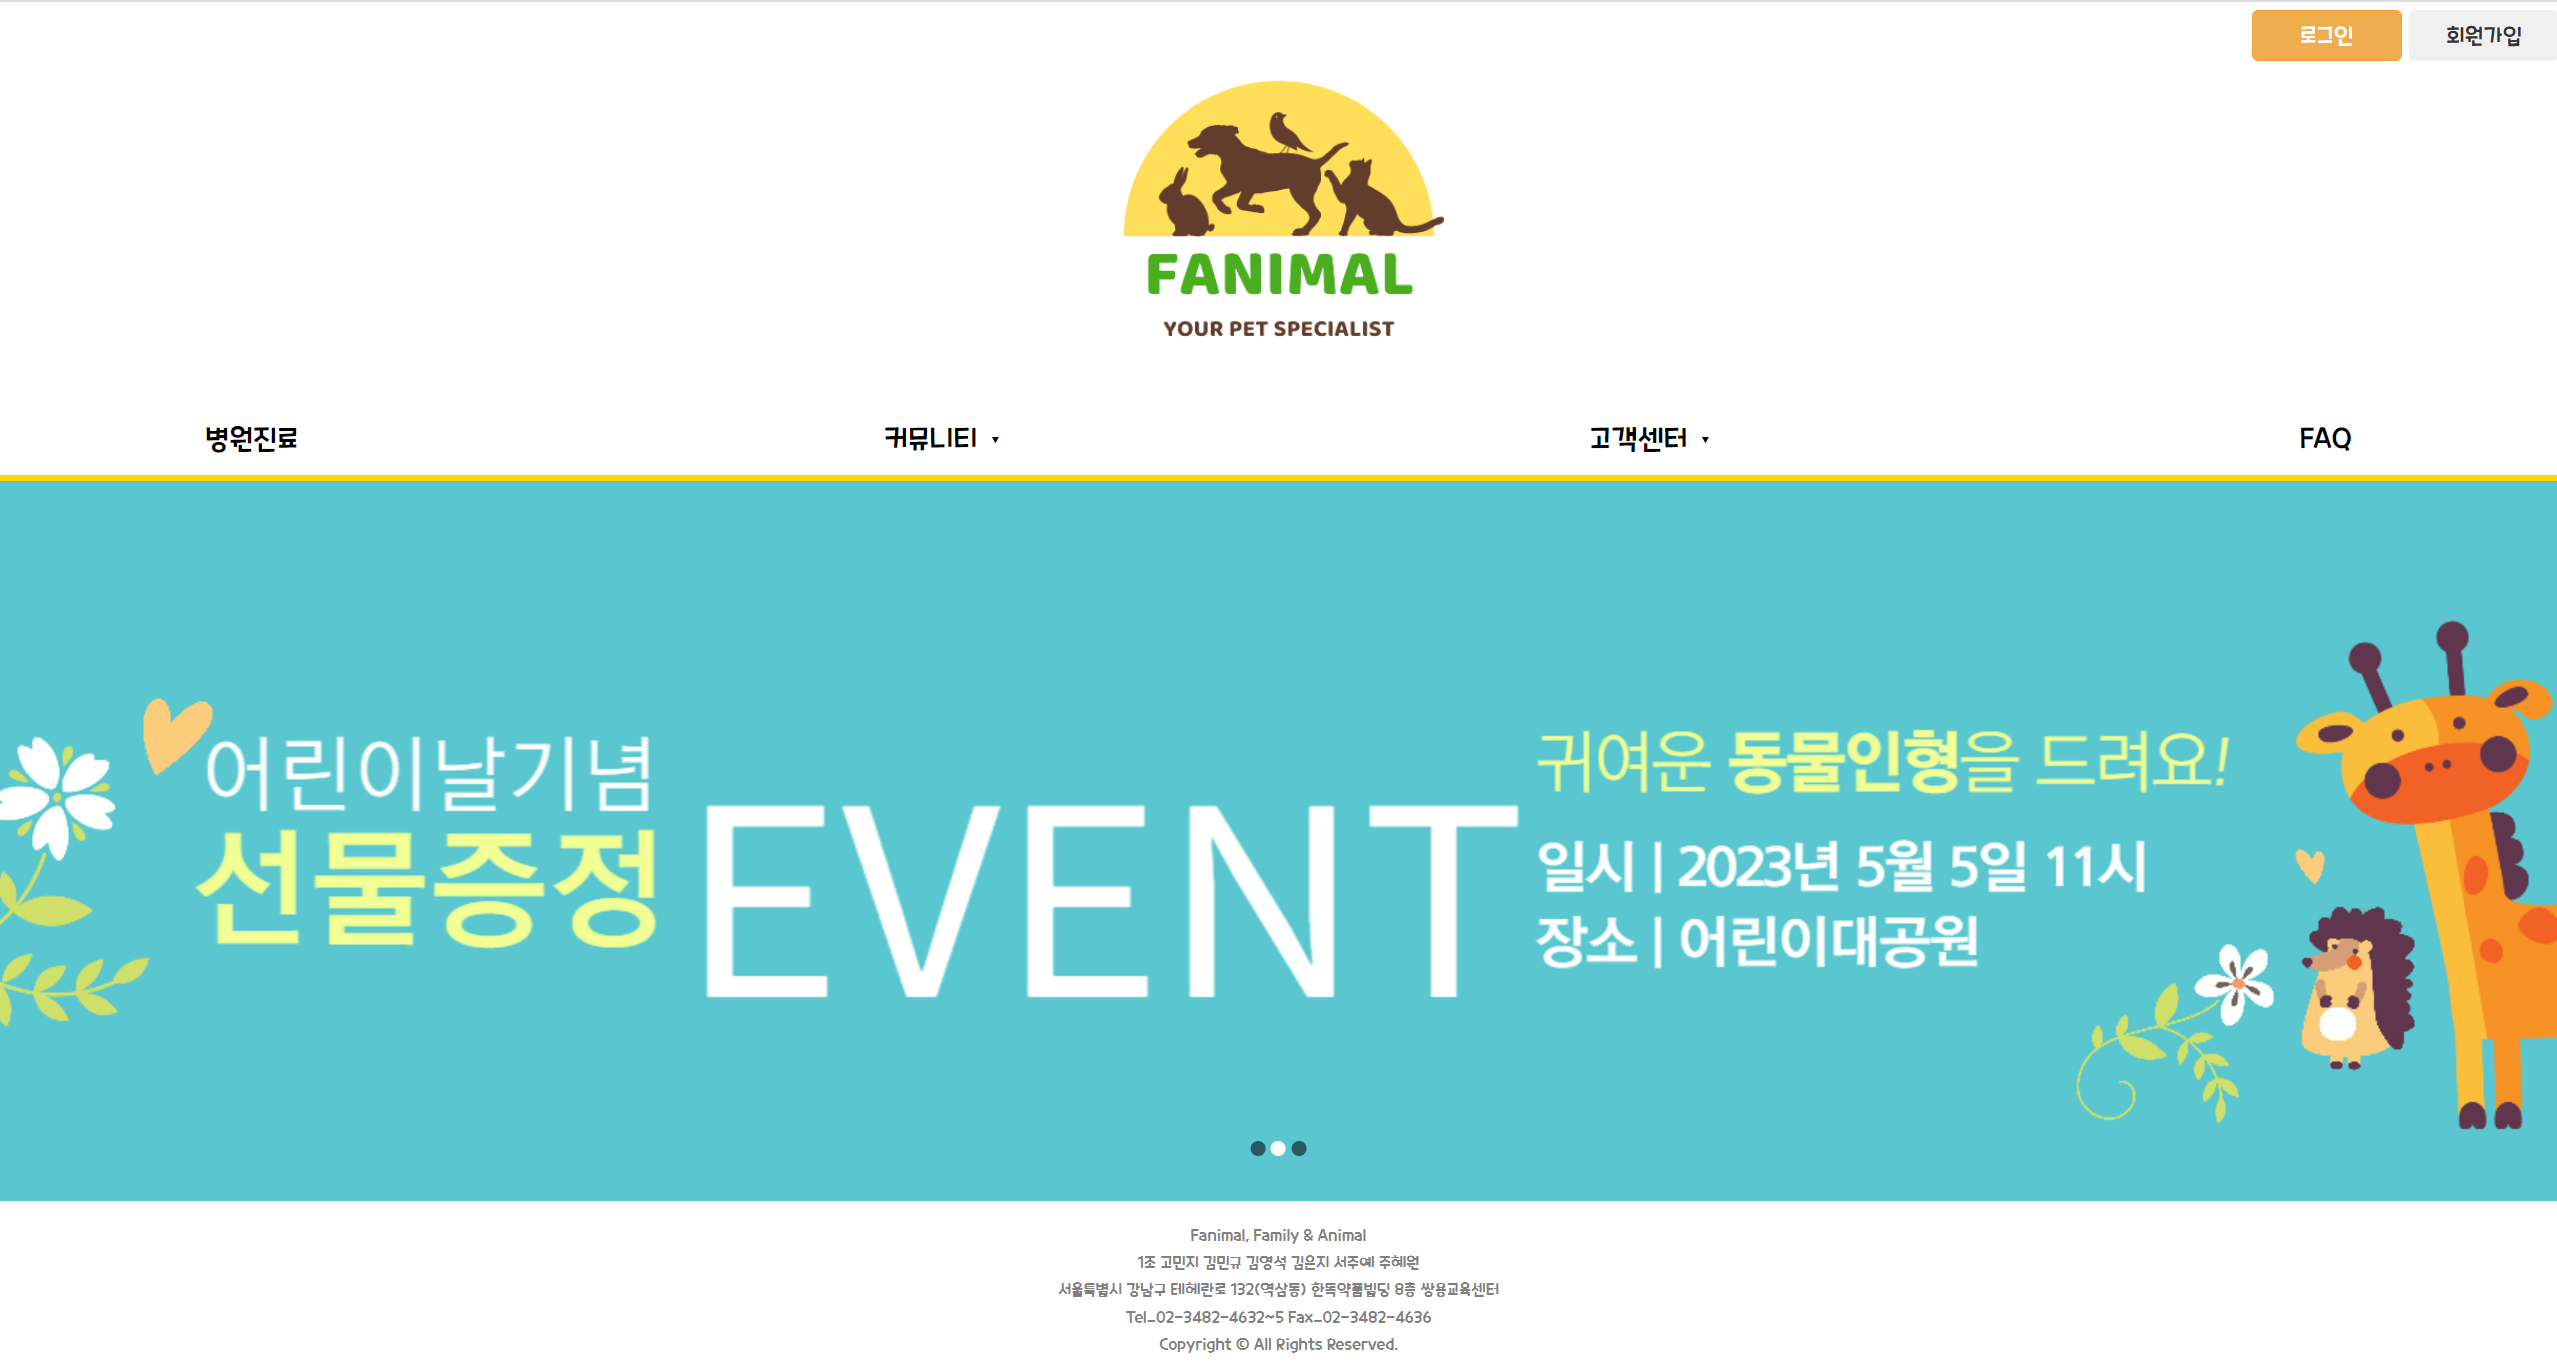 로그인 회원가입
FANIMAL
YOUR PET SPECIALIST
병원진료 커뮤니티 ▾ 고객센터 ▾ FAQ
어린이날기념
선물증정
EVENT
귀여운 동물인형을 드려요!
일시 | 2023년 5월 5일 11시
장소 | 어린이대공원
Fanimal, Family & Animal
1조 고민지 김민규 김영석 김은지 서주예 주혜원
서울특별시 강남구 테헤란로 132(역삼동) 한독약품빌딩 8층 쌍용교육센터
Tel_02-3482-4632~5 Fax_02-3482-4636
Copyright © All Rights Reserved.